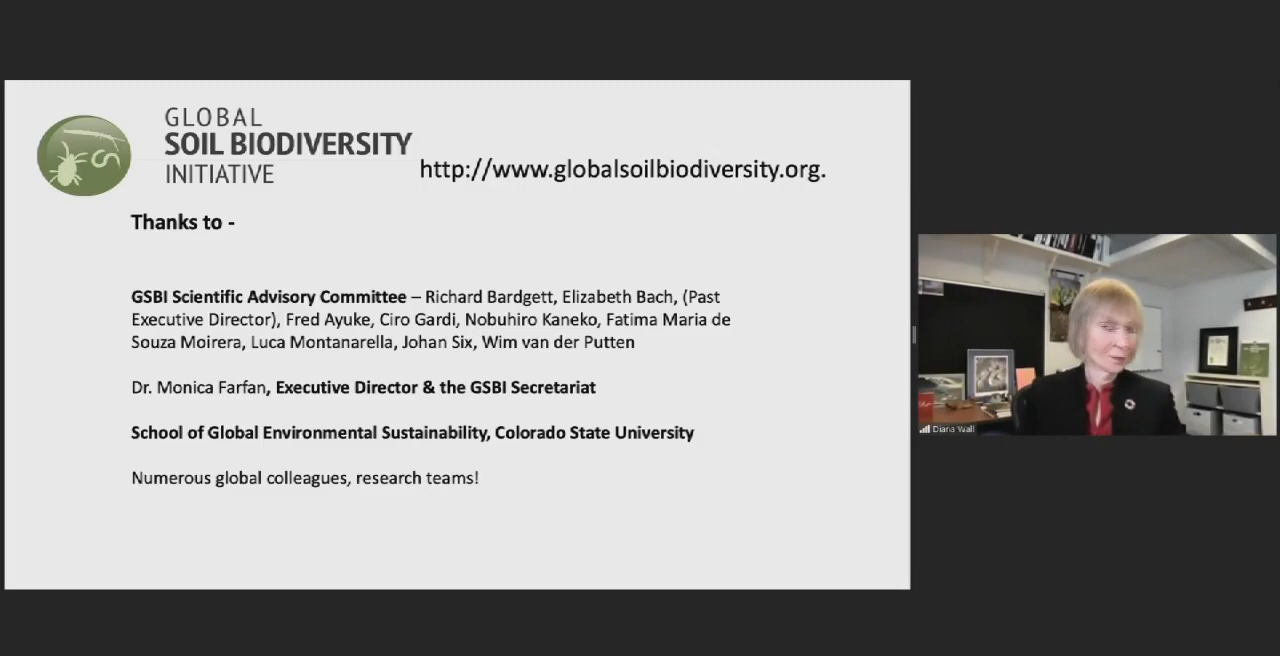 GLOBAL
SOIL BIODIVERSITY
INITIATIVE
http://www.globalsoilbiodiversity.org.
Thanks to -
GSBI Scientific Advisory Committee – Richard Bardgett, Elizabeth Bach, (Past
Executive Director), Fred Ayuke, Ciro Gardi, Nobuhiro Kaneko, Fatima Maria de
Souza Moirera, Luca Montanarella, Johan Six, Wim van der Putten
Dr. Monica Farfan, Executive Director & the GSBI Secretariat
School of Global Environmental Sustainability, Colorado State University
Numerous global colleagues, research teams!
Diana Wall